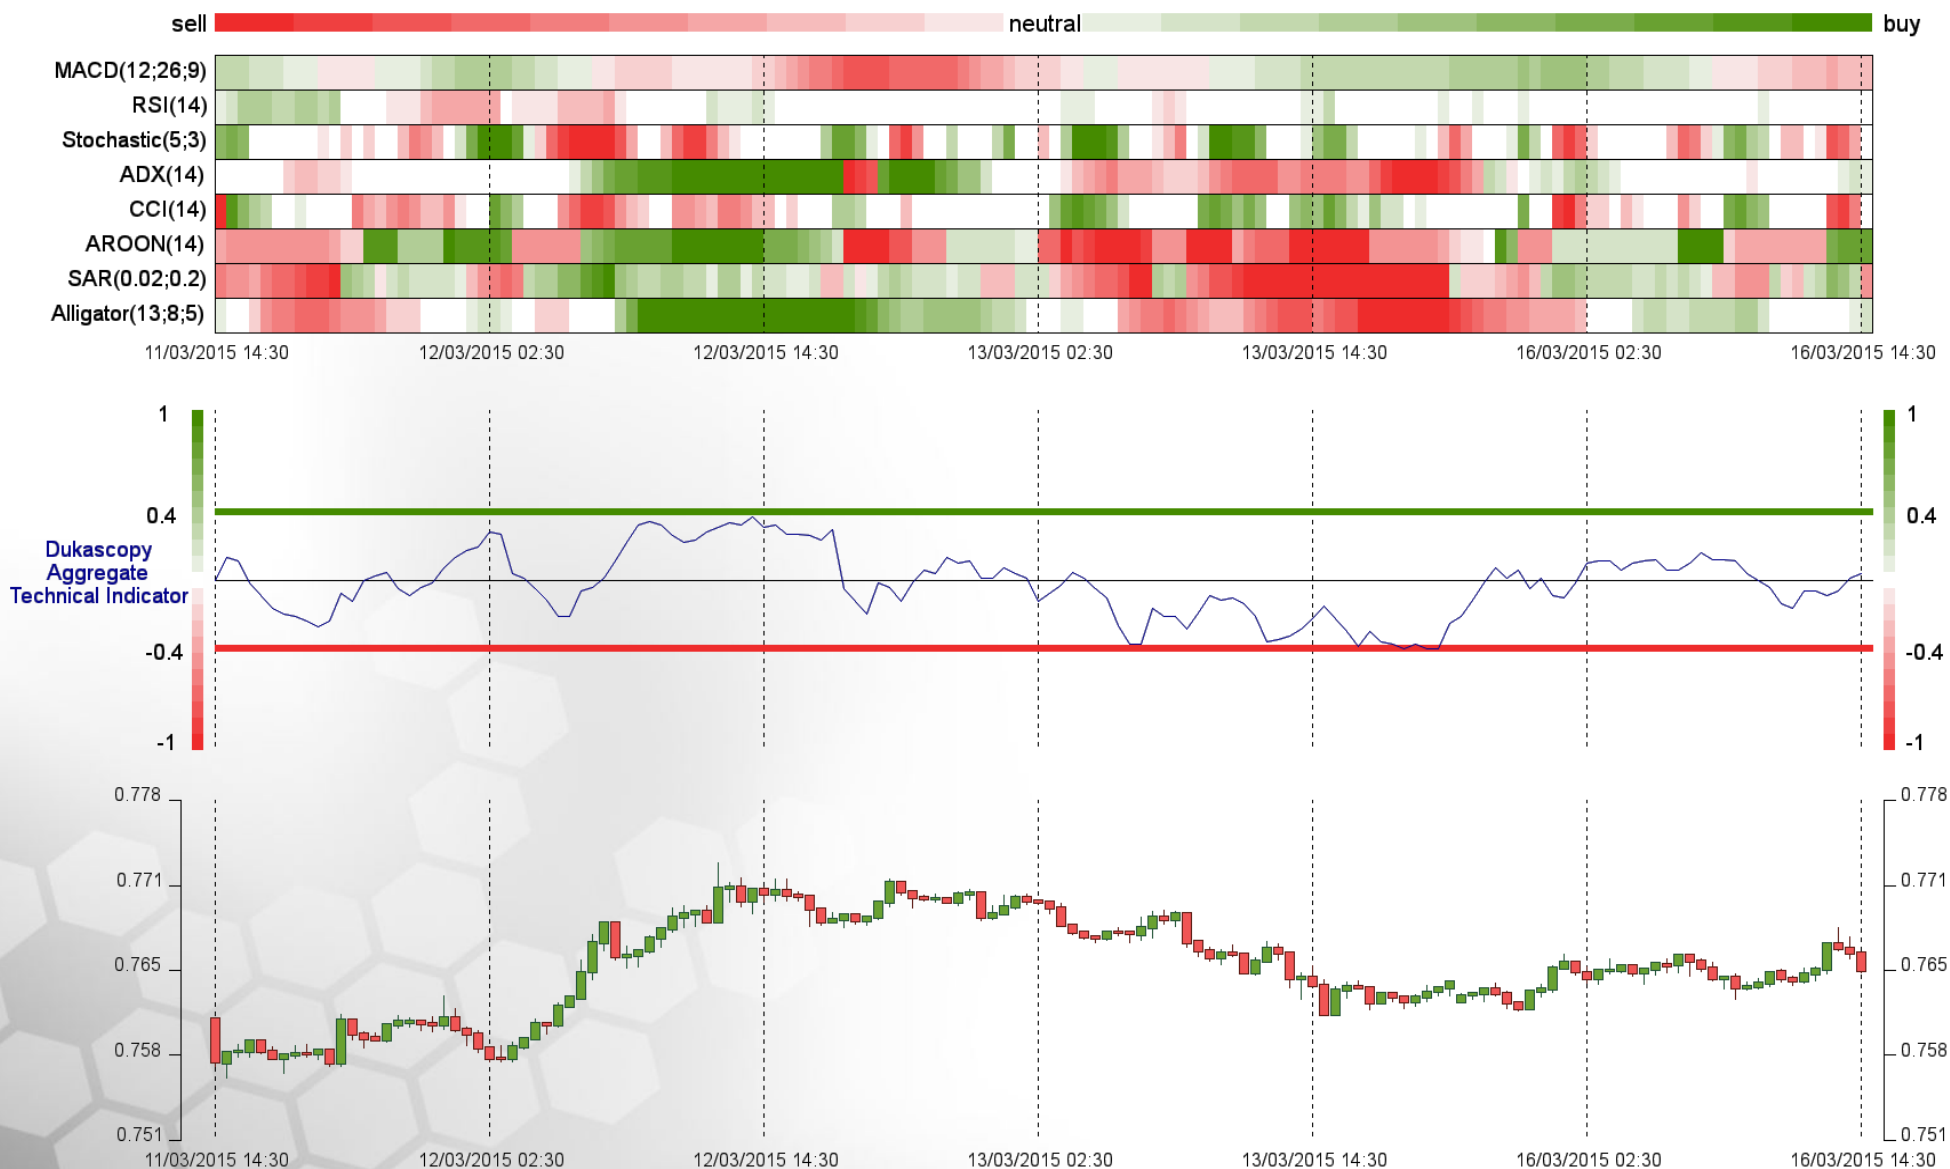 sell neutral buy
MACD(12;26;9)
RSI(14)
Stochastic(5;3)
ADX(14)
CCI(14)
AROON(14)
SAR(0.02;0.2)
Alligator(13;8;5)
11/03/2015 14:30 12/03/2015 02:30 12/03/2015 14:30 13/03/2015 02:30 13/03/2015 14:30 16/03/2015 02:30 16/03/2015 14:30
1 1
0.4 0.4
Dukascopy
Aggregate
Technical Indicator
-0.4 -0.4
-1 -1
0.778 0.778
0.771 0.771
0.765 0.765
0.758 0.758
0.751 0.751
11/03/2015 14:30 12/03/2015 02:30 12/03/2015 14:30 13/03/2015 02:30 13/03/2015 14:30 16/03/2015 02:30 16/03/2015 14:30